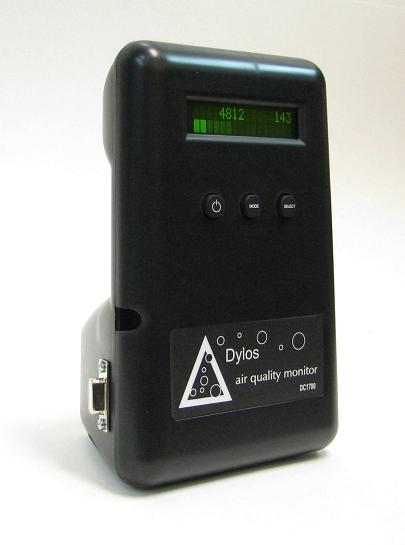 4812 143
MODE SELECT
Dylos
air quality monitor
DC1700